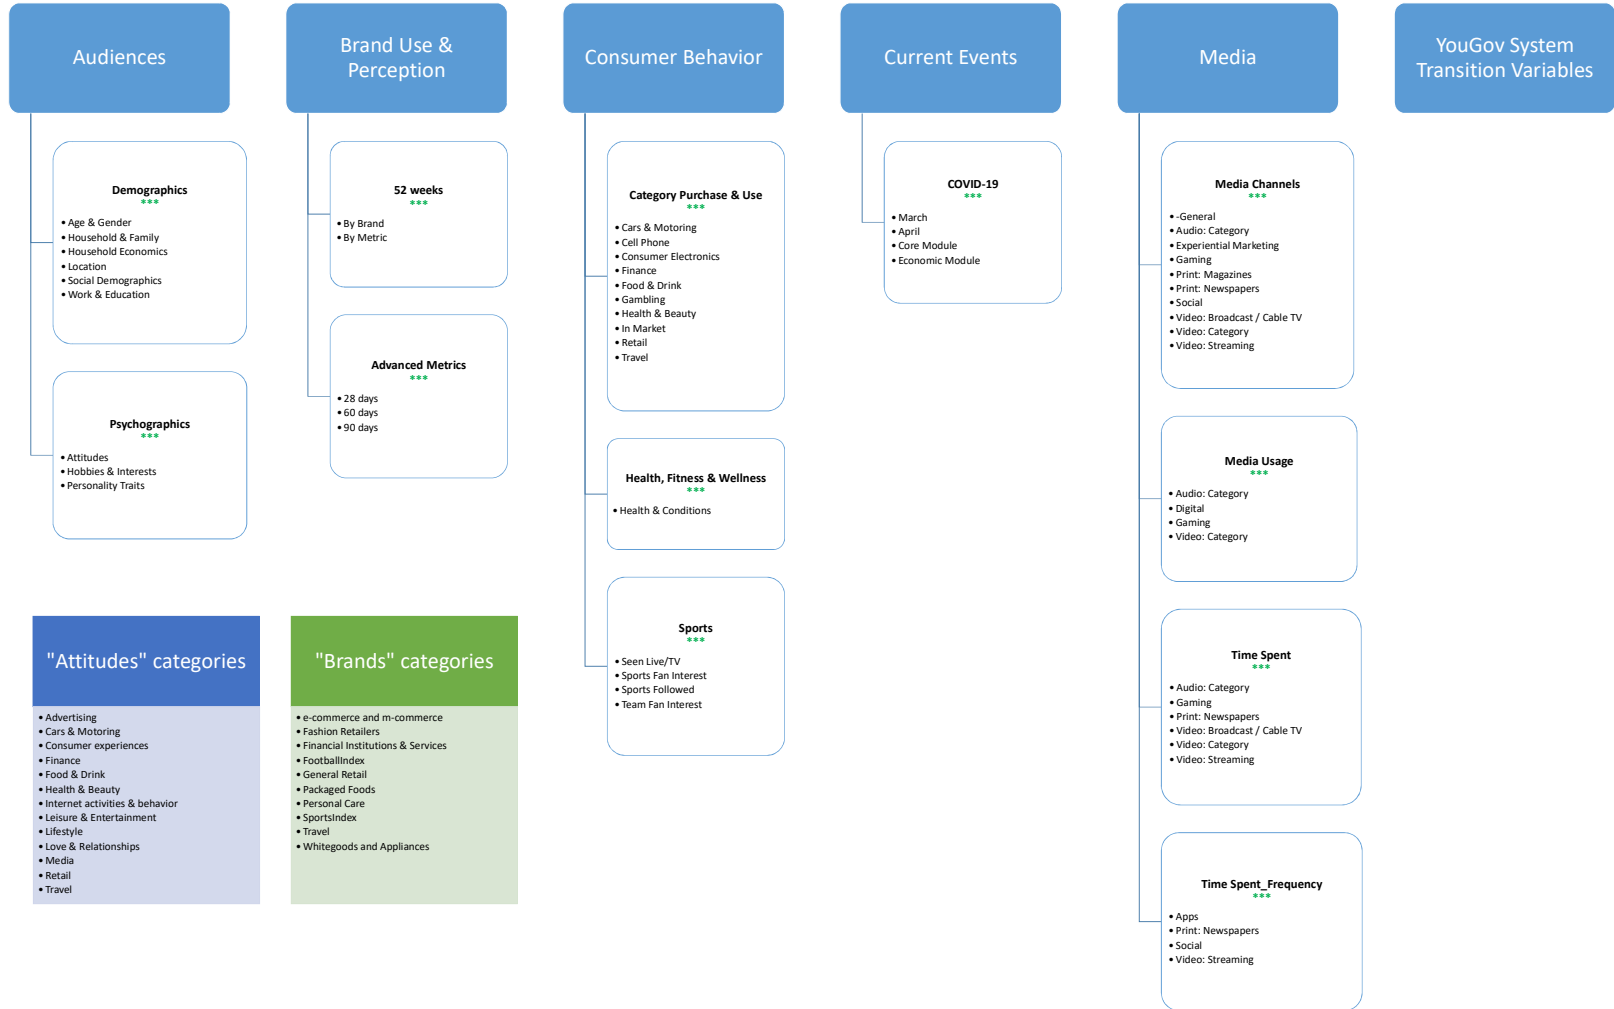 Audiences
Demographics
***
• Age & Gender
• Household & Family
• Household Economics
• Location
• Social Demographics
• Work & Education
Psychographics
***
• Attitudes
• Hobbies & Interests
• Personality Traits
Brand Use &
Perception
52 weeks
***
• By Brand
• By Metric
Advanced Metrics
***
• 28 days
• 60 days
• 90 days
Consumer Behavior
Category Purchase & Use
***
• Cars & Motoring
• Cell Phone
• Consumer Electronics
• Finance
• Food & Drink
• Gambling
• Health & Beauty
• In Market
• Retail
• Travel
Health, Fitness & Wellness
***
• Health & Conditions
Sports
***
• Seen Live/TV
• Sports Fan Interest
• Sports Followed
• Team Fan Interest
Current Events
COVID-19
***
• March
• April
• Core Module
• Economic Module
Media
Media Channels
***
• -General
• Audio: Category
• Experiential Marketing
• Gaming
• Print: Magazines
• Print: Newspapers
• Social
• Video: Broadcast / Cable TV
• Video: Category
• Video: Streaming
Media Usage
***
• Audio: Category
• Digital
• Gaming
• Video: Category
Time Spent
***
• Audio: Category
• Gaming
• Print: Newspapers
• Video: Broadcast / Cable TV
• Video: Category
• Video: Streaming
Time Spent_Frequency
***
• Apps
• Print: Newspapers
• Social
• Video: Streaming
YouGov System
Transition Variables
"Attitudes" categories
• Advertising
• Cars & Motoring
• Consumer experiences
• Finance
• Food & Drink
• Health & Beauty
• Internet activities & behavior
• Leisure & Entertainment
• Lifestyle
• Love & Relationships
• Media
• Retail
• Travel
"Brands" categories
• e-commerce and m-commerce
• Fashion Retailers
• Financial Institutions & Services
• FootballIndex
• General Retail
• Packaged Foods
• Personal Care
• SportsIndex
• Travel
• Whitegoods and Appliances